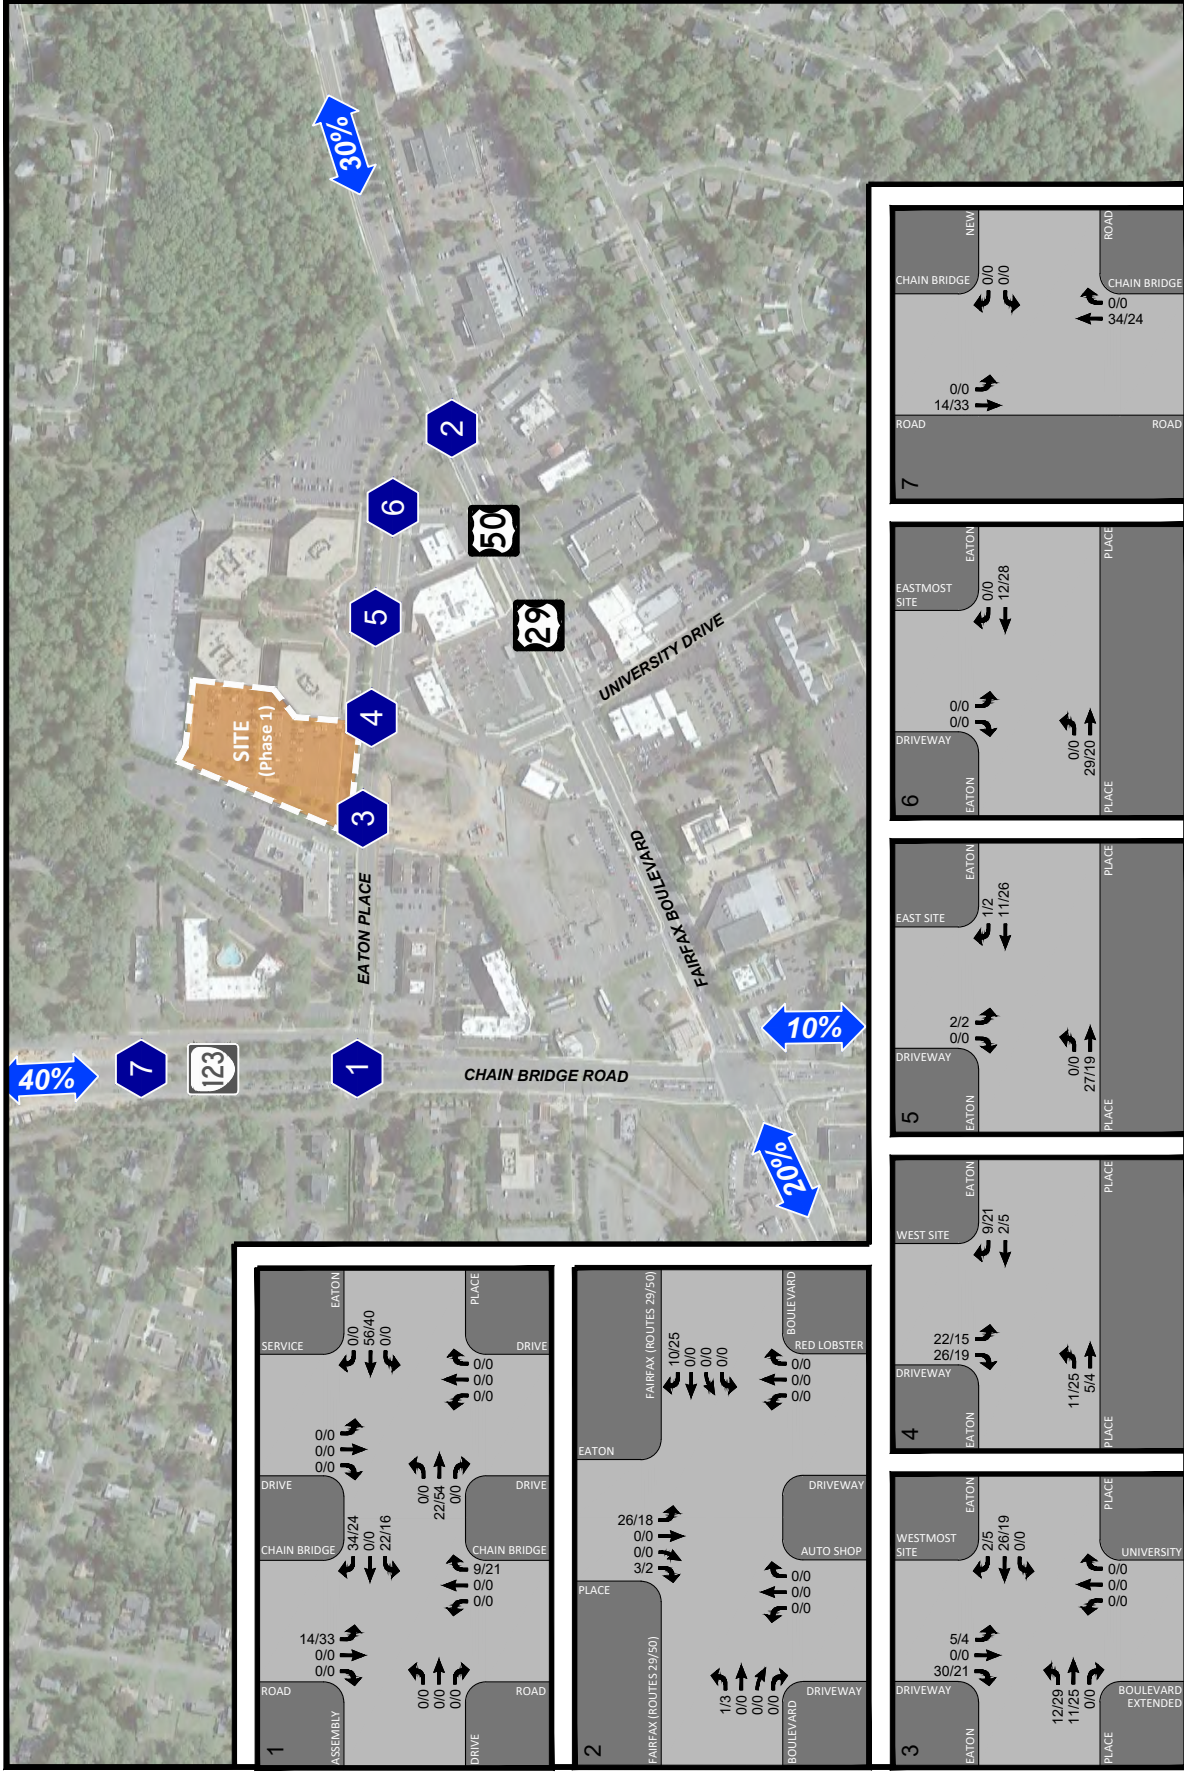 40%
30%
20%
10%
7
123
1
3
4
5
6
2
50
29
SITE
(Phase 1)
EATON PLACE
CHAIN BRIDGE ROAD
FAIRFAX BOULEVARD
UNIVERSITY DRIVE
1
ROAD
ASSEMBLY
DRIVE
ROAD
CHAIN BRIDGE
DRIVE
CHAIN BRIDGE
DRIVE
SERVICE
EATON
PLACE
DRIVE
14/33
0/0
0/0
34/24
0/0
22/16
0/0
0/0
0/0
9/21
0/0
0/0
0/0
0/0
0/0
0/0
56/40
0/0
0/0
22/54
0/0
0/0
0/0
0/0
2
EATON
PLACE
FAIRFAX (ROUTES 29/50)
FAIRFAX (ROUTES 29/50)
BOULEVARD
BOULEVARD
DRIVEWAY
AUTO SHOP
DRIVEWAY
RED LOBSTER
26/18
0/0
0/0
3/2
10/25
0/0
0/0
0/0
1/3
0/0
0/0
0/0
0/0
0/0
0/0
0/0
0/0
0/0
3
DRIVEWAY
WESTMOST
SITE
EATON
PLACE
EATON
PLACE
BOULEVARD
EXTENDED
UNIVERSITY
5/4
0/0
30/21
2/5
26/19
0/0
12/29
11/25
0/0
0/0
0/0
0/0
4
DRIVEWAY
WEST SITE
EATON
PLACE
EATON
PLACE
22/15
26/19
9/21
2/5
11/25
5/4
5
DRIVEWAY
EAST SITE
EATON
PLACE
EATON
PLACE
2/2
0/0
1/2
11/26
0/0
27/19
6
DRIVEWAY
EASTMOST
SITE
EATON
PLACE
EATON
PLACE
0/0
0/0
0/0
12/28
0/0
29/20
7
ROAD
ROAD
CHAIN BRIDGE
NEW
ROAD
CHAIN BRIDGE
0/0
14/33
0/0
0/0
0/0
34/24